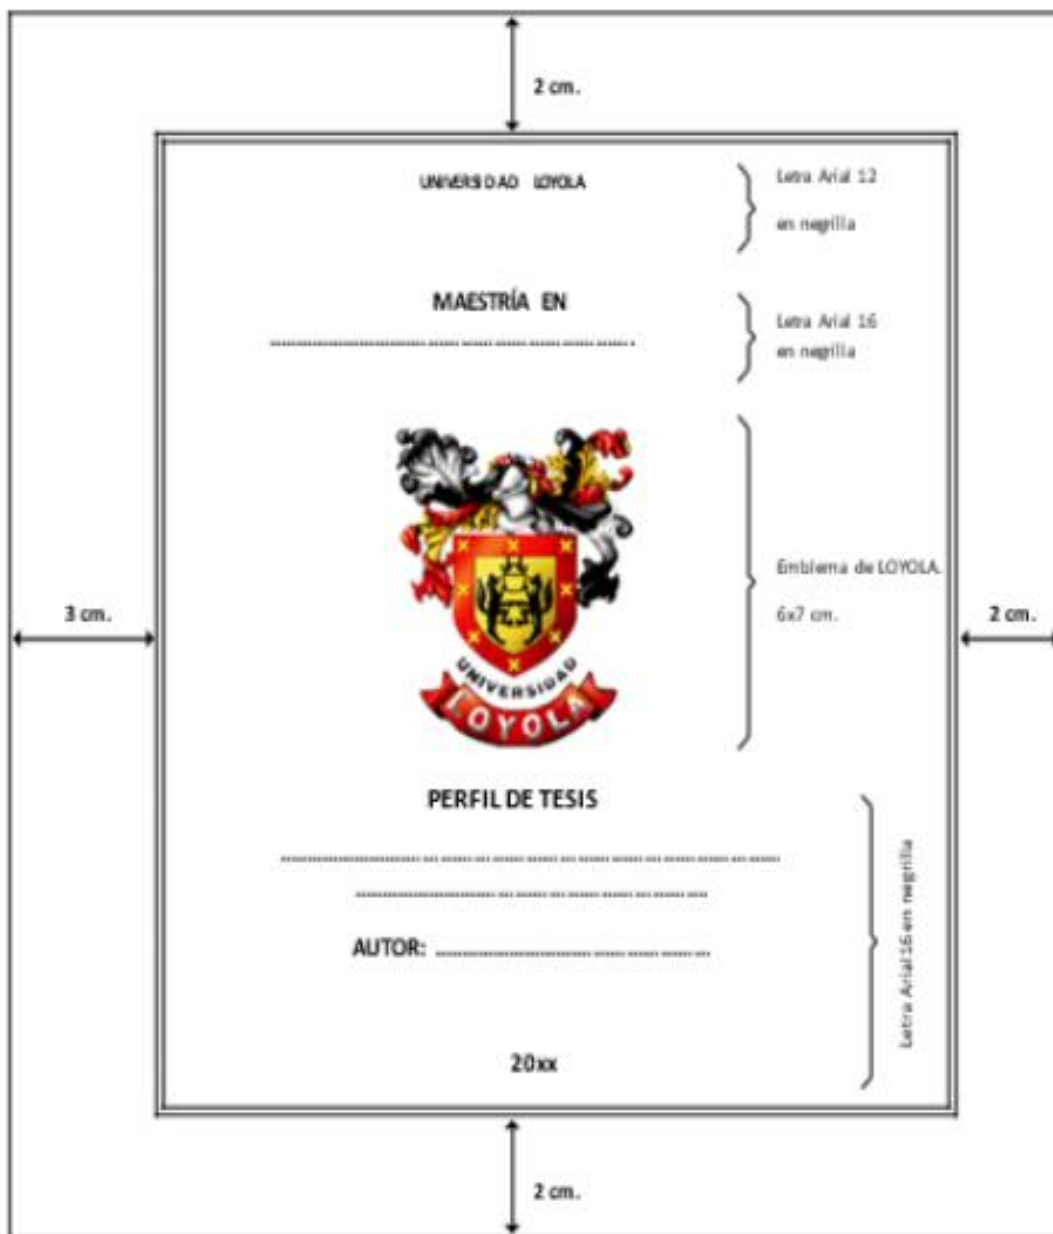 2 cm.
UNIVERSIDAD LOYOLA
Letra Arial 12
en negrilla
MAESTRÍA EN
Letra Arial 16
en negrilla
Emblema de LOYOLA.
6x7 cm.
3 cm.
2 cm.
UNIVERSIDAD
LOYOLA
PERFIL DE TESIS
AUTOR:
Letra Arial 16 en negrilla
20xx
2 cm.